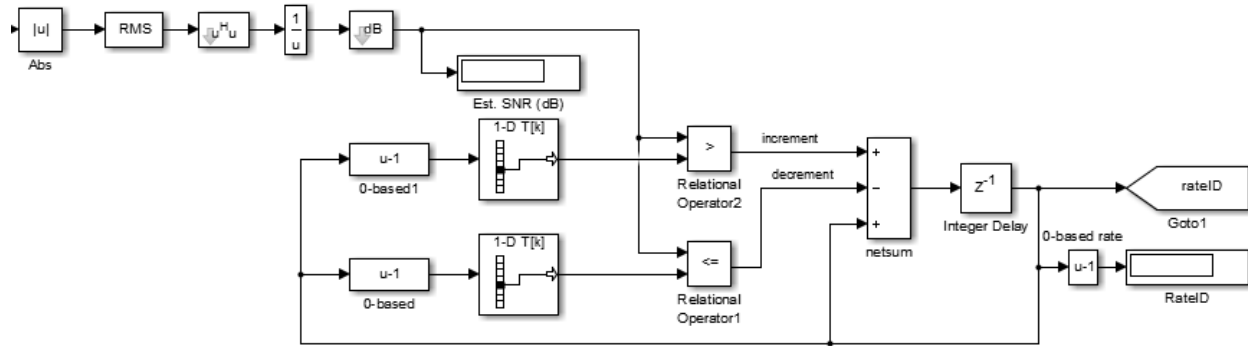 |u|
Abs
RMS
uᴴu
1
u
dB
Est. SNR (dB)
u-1
0-based1
1-D T[k]
>
Relational
Operator2
increment
u-1
0-based
1-D T[k]
<=
Relational
Operator1
decrement
+
−
+
netsum
Z⁻¹
Integer Delay
rateID
Goto1
0-based rate
u-1
RateID